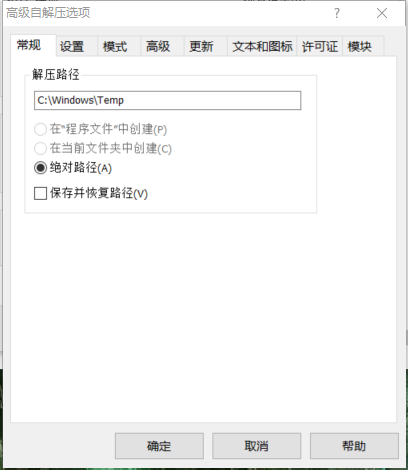 高级自解压选项
?
常规 设置 模式 高级 更新 文本和图标 许可证 模块
解压路径
C:\Windows\Temp
在“程序文件”中创建(P)
在当前文件夹中创建(C)
绝对路径(A)
保存并恢复路径(V)
确定 取消 帮助